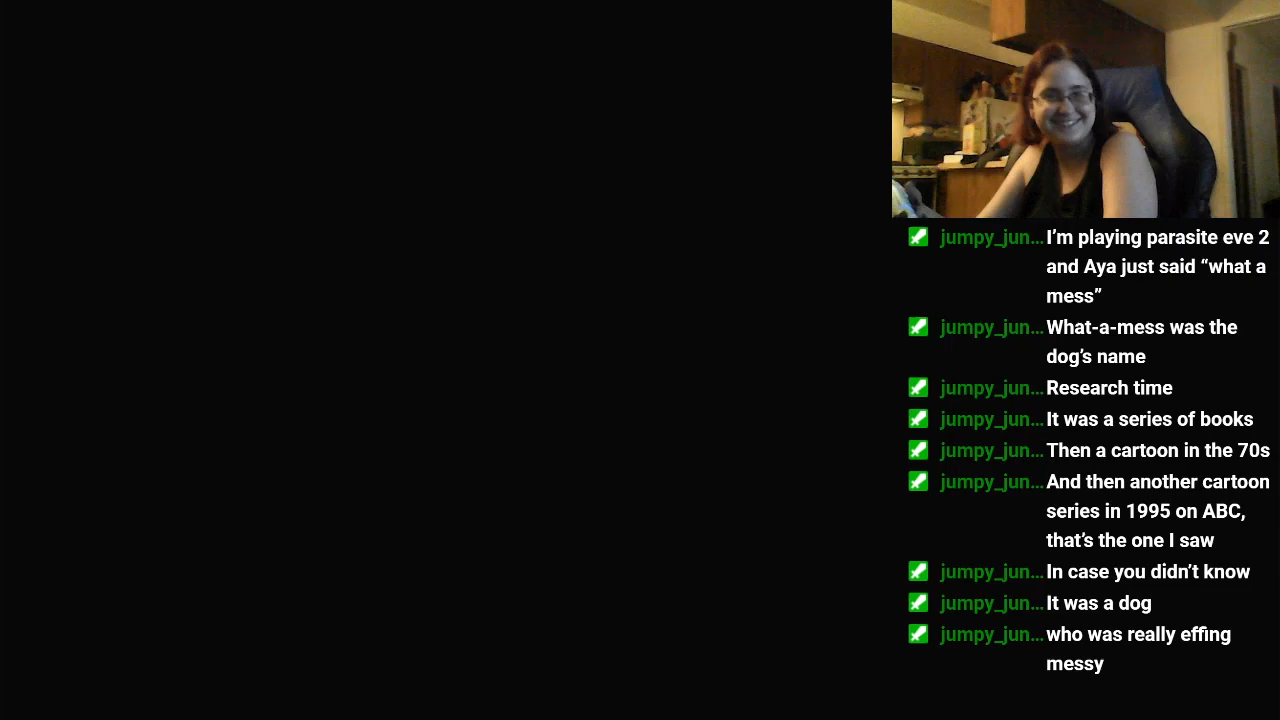 jumpy_jun... I’m playing parasite eve 2
and Aya just said “what a
mess”
jumpy_jun... What-a-mess was the
dog’s name
jumpy_jun... Research time
jumpy_jun... It was a series of books
jumpy_jun... Then a cartoon in the 70s
jumpy_jun... And then another cartoon
series in 1995 on ABC,
that’s the one I saw
jumpy_jun... In case you didn’t know
jumpy_jun... It was a dog
jumpy_jun... who was really effing
messy